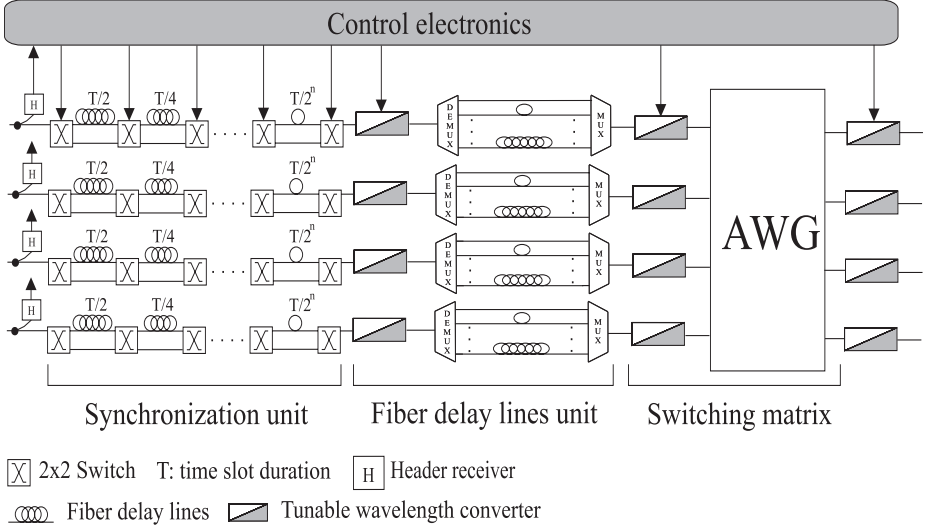 Control electronics
H T/2 T/4 .... T/2^n DEMUX MUX
H T/2 T/4 .... T/2^n DEMUX MUX
H T/2 T/4 .... T/2^n DEMUX MUX
H T/2 T/4 .... T/2^n DEMUX MUX
AWG
Synchronization unit Fiber delay lines unit Switching matrix
2x2 Switch T: time slot duration H Header receiver
Fiber delay lines Tunable wavelength converter